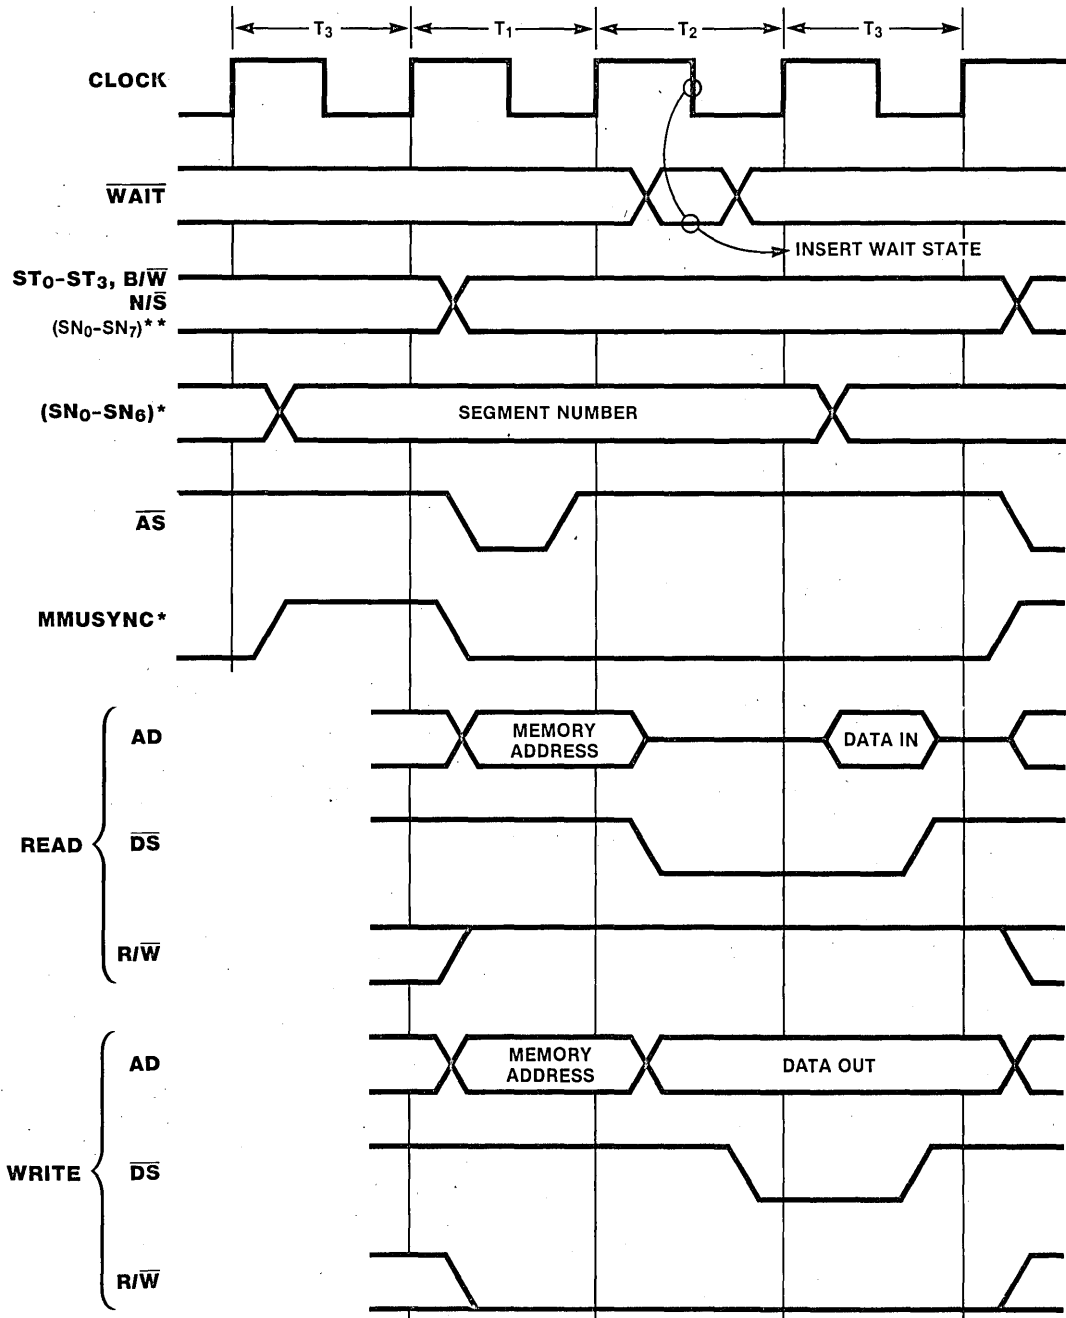 T3 T1 T2 T3
CLOCK
WAIT
INSERT WAIT STATE
ST0-ST3, B/W
N/S
(SN0-SN7)**
(SN0-SN6)* SEGMENT NUMBER
AS
MMUSYNC*
READ
AD MEMORY ADDRESS DATA IN
DS
R/W
WRITE
AD MEMORY ADDRESS DATA OUT
DS
R/W